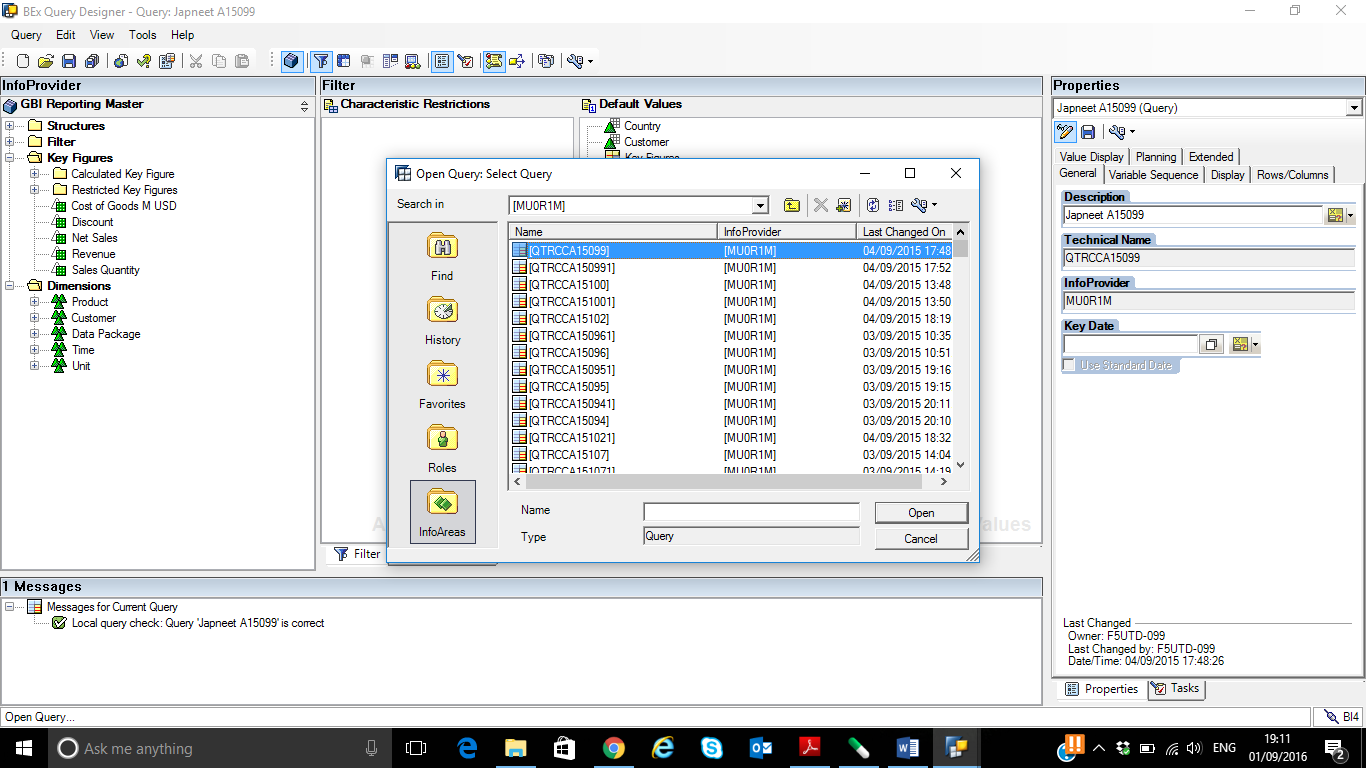 BEx Query Designer - Query: Japneet A15099
Query Edit View Tools Help
InfoProvider
GBI Reporting Master
Structures
Filter
Key Figures
Calculated Key Figure
Restricted Key Figures
Cost of Goods M USD
Discount
Net Sales
Revenue
Sales Quantity
Dimensions
Product
Customer
Data Package
Time
Unit
Filter
Characteristic Restrictions
Default Values
Country
Customer
Key Figures
Open Query: Select Query
Search in
[MU0R1M]
Find
History
Favorites
Roles
InfoAreas
Name InfoProvider Last Changed On
[QTRCCA15099] [MU0R1M] 04/09/2015 17:48
[QTRCCA150991] [MU0R1M] 04/09/2015 17:52
[QTRCCA15100] [MU0R1M] 04/09/2015 13:48
[QTRCCA151001] [MU0R1M] 04/09/2015 13:50
[QTRCCA15102] [MU0R1M] 04/09/2015 18:19
[QTRCCA150961] [MU0R1M] 03/09/2015 10:35
[QTRCCA15096] [MU0R1M] 03/09/2015 10:51
[QTRCCA150951] [MU0R1M] 03/09/2015 19:16
[QTRCCA15095] [MU0R1M] 03/09/2015 19:15
[QTRCCA150941] [MU0R1M] 03/09/2015 20:11
[QTRCCA15094] [MU0R1M] 03/09/2015 20:10
[QTRCCA151021] [MU0R1M] 04/09/2015 18:32
[QTRCCA15107] [MU0R1M] 03/09/2015 14:04
[QTRCCA151071] [MU0R1M] 03/09/2015 14:19
Name
Open
Type
Query
Cancel
Values
Filter
Properties
Japneet A15099 (Query)
Value Display Planning Extended
General Variable Sequence Display Rows/Columns
Description
Japneet A15099
Technical Name
QTRCCA15099
InfoProvider
MU0R1M
Key Date
Use Standard Date
Last Changed
Owner: F5UTD-099
Last Changed by: F5UTD-099
Date/Time: 04/09/2015 17:48:26
Properties Tasks
1 Messages
Messages for Current Query
Local query check: Query 'Japneet A15099' is correct
Open Query...
BI4
Ask me anything
ENG
19:11
01/09/2016
2